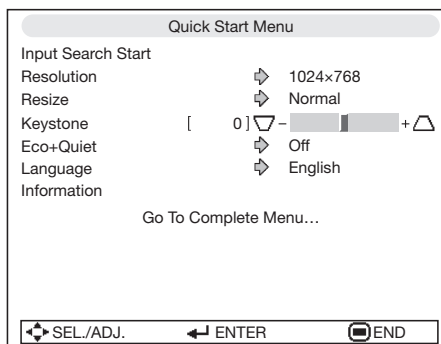 Quick Start Menu
Input Search Start
Resolution 1024×768
Resize Normal
Keystone [ 0] – +
Eco+Quiet Off
Language English
Information
Go To Complete Menu…
SEL./ADJ. ENTER END